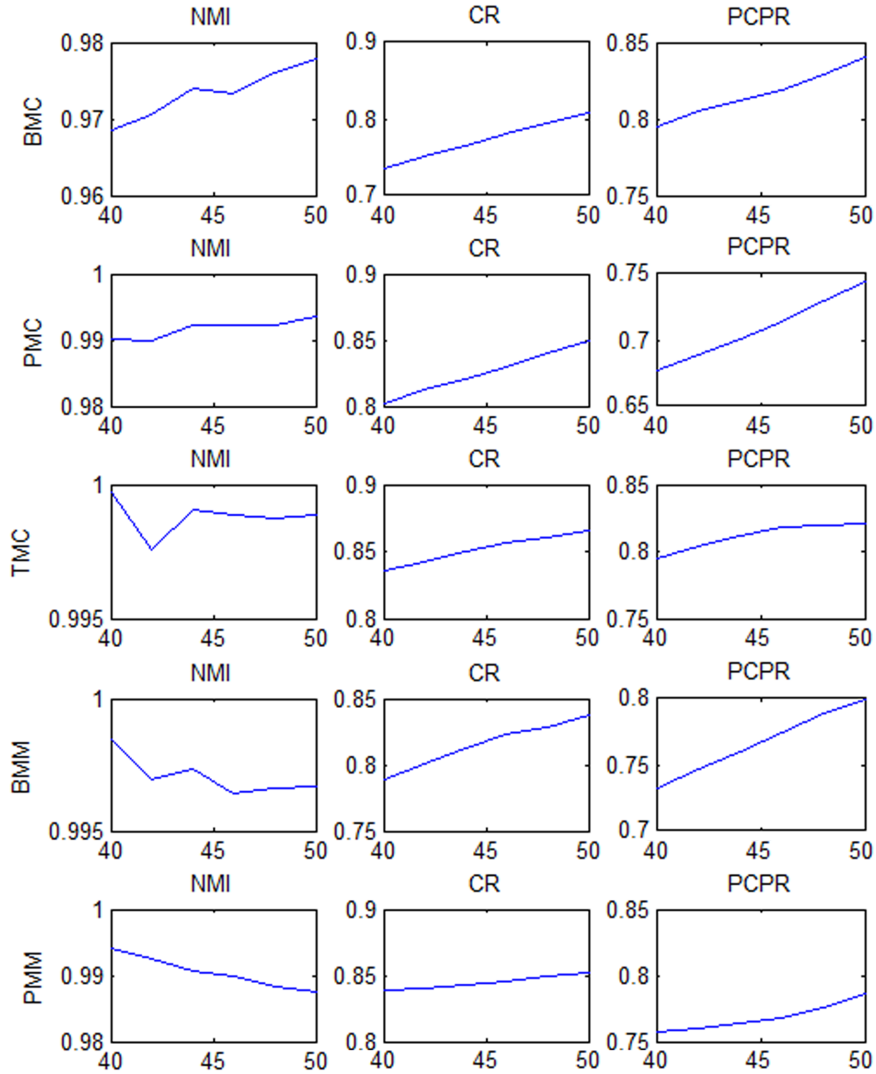 NMI CR PCPR
BMC
0.98 0.9 0.85
0.97 0.8 0.8
0.96 0.7 0.75
40 45 50 40 45 50 40 45 50
NMI CR PCPR
PMC
1 0.9 0.75
0.99 0.85 0.7
0.98 0.8 0.65
40 45 50 40 45 50 40 45 50
NMI CR PCPR
TMC
1 0.9 0.85
0.85 0.8
0.995 0.8 0.75
40 45 50 40 45 50 40 45 50
NMI CR PCPR
BMM
1 0.85 0.8
0.8 0.75
0.995 0.75 0.7
40 45 50 40 45 50 40 45 50
NMI CR PCPR
PMM
1 0.9 0.85
0.99 0.85 0.8
0.98 0.8 0.75
40 45 50 40 45 50 40 45 50